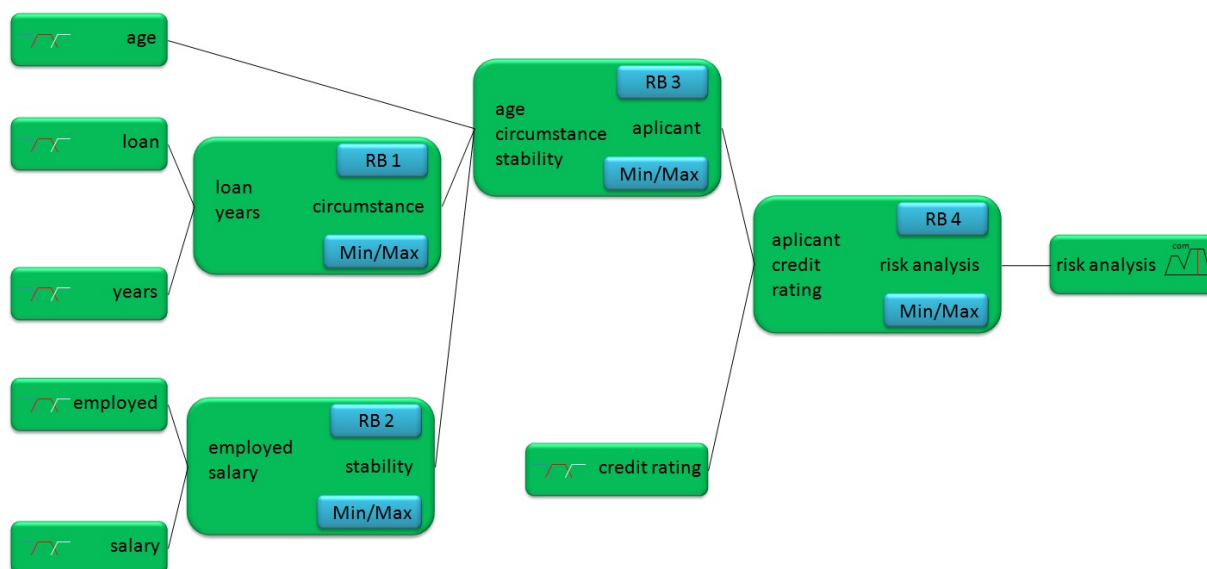 age
loan
years
employed
salary
RB 1
loan
years
circumstance
Min/Max
RB 2
employed
salary
stability
Min/Max
RB 3
age
circumstance
stability
aplicant
Min/Max
credit rating
RB 4
aplicant
credit
rating
risk analysis
Min/Max
risk analysis
com